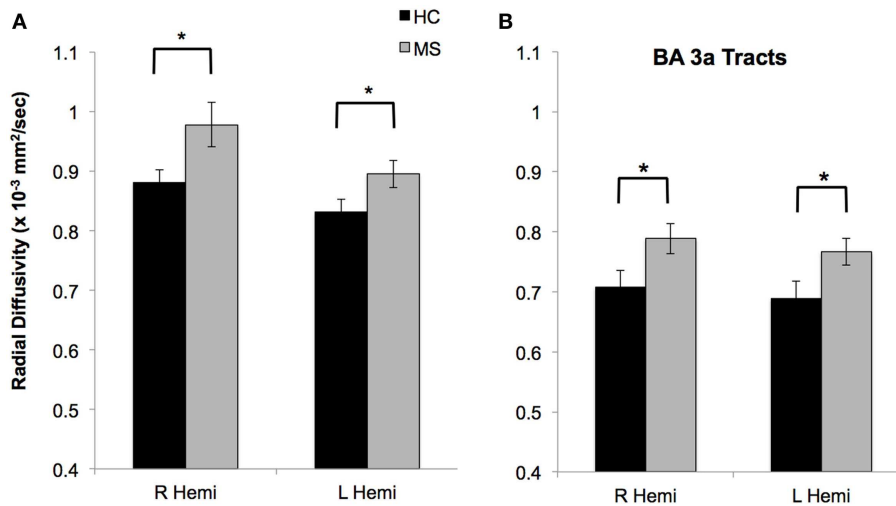 A
HC
MS
1.1
1
0.9
0.8
0.7
0.6
0.5
0.4
Radial Diffusivity (x 10⁻³ mm²/sec)
*
*
R Hemi
L Hemi
B
BA 3a Tracts
1.1
1
0.9
0.8
0.7
0.6
0.5
0.4
*
*
R Hemi
L Hemi